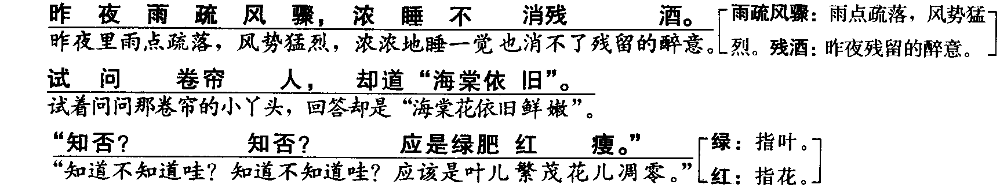 昨夜雨疏风骤，浓睡不消残酒。
昨夜里雨点疏落，风势猛烈，浓浓地睡一觉也消不了残留的醉意。
雨疏风骤：雨点疏落，风势猛
烈。残酒：昨夜残留的醉意。
试问卷帘人，却道“海棠依旧”。
试着问问那卷帘的小丫头，回答却是“海棠花依旧鲜嫩”。
“知否？知否？应是绿肥红瘦。”
“知道不知道哇？知道不知道哇？应该是叶儿繁茂花儿凋零。”
绿：指叶。
红：指花。